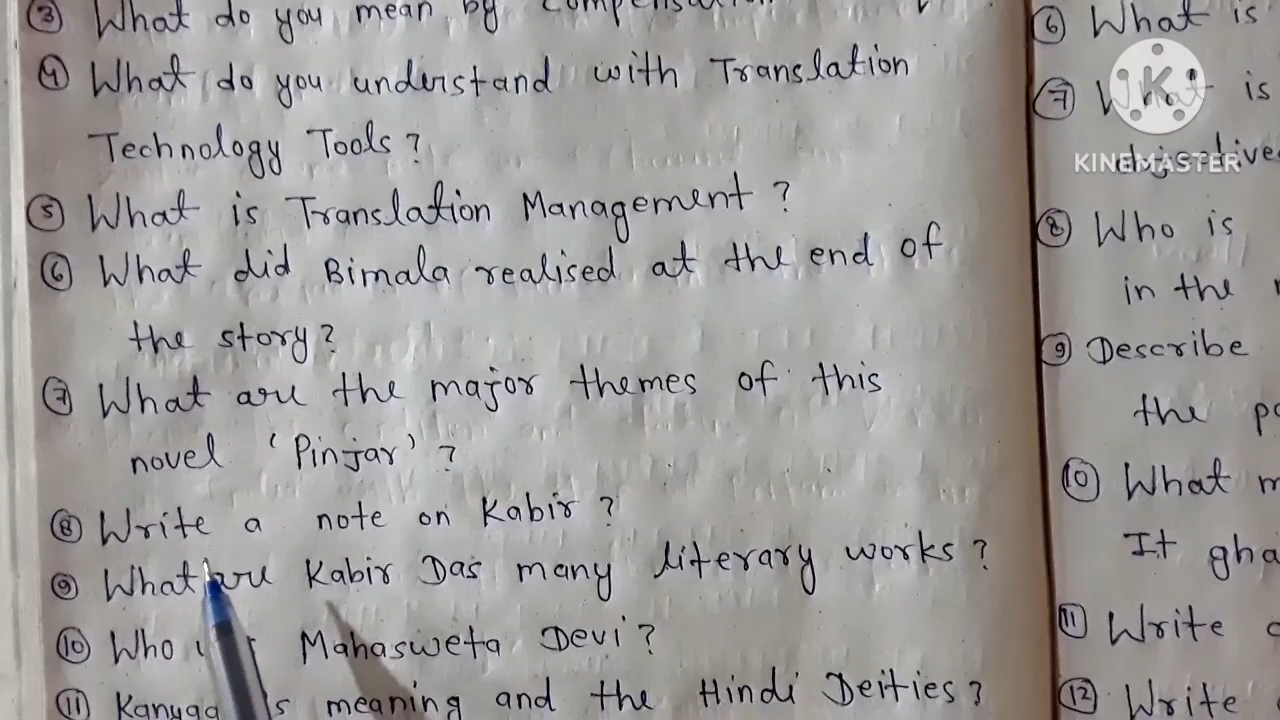 ③ What do you mean by
④ What do you understand with Translation
Technology Tools?
⑤ What is Translation Management?
⑥ What did Bimala realised at the end of
the story?
⑦ What are the major themes of this
novel 'Pinjar'?
⑧ Write a note on Kabir?
⑨ What are Kabir Das many literary works?
⑩ Who Mahasweta Devi?
⑪ meaning and the Hindi Deities?
⑥ What is
⑦ What is
⑧ Who is
in the
⑨ Describe
the
⑩ What
It
⑪ Write
⑫ Write
K
KINEMASTER